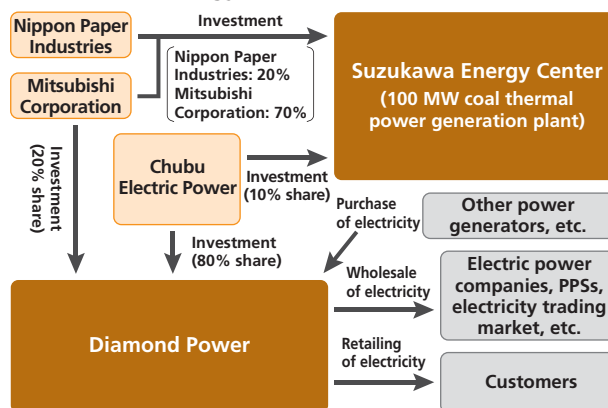 Nippon Paper
Industries
Investment
Nippon Paper
Industries: 20%
Mitsubishi
Corporation: 70%
Mitsubishi
Corporation
Suzukawa Energy Center
(100 MW coal thermal
power generation plant)
Investment
(20% share)
Chubu
Electric Power
Investment
(10% share)
Investment
(80% share)
Purchase
of electricity
Other power
generators, etc.
Diamond Power
Wholesale
of electricity
Electric power
companies, PPSs,
electricity trading
market, etc.
Retailing
of electricity
Customers